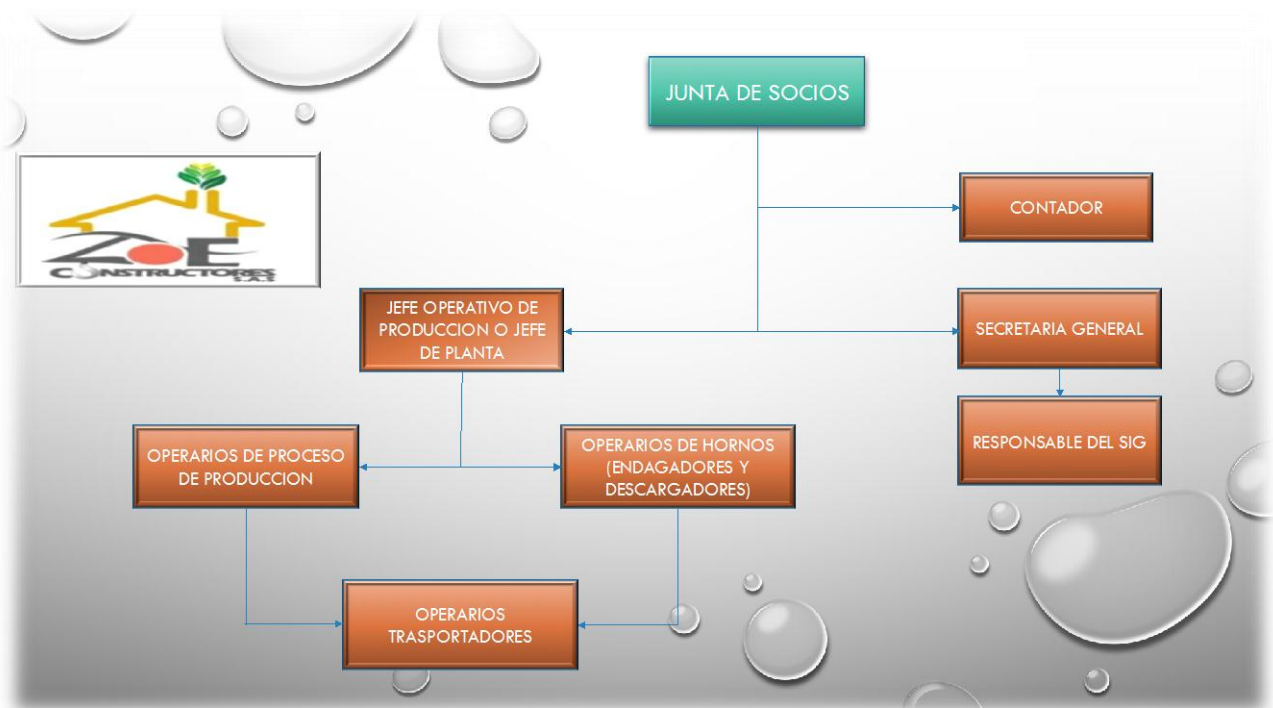 JUNTA DE SOCIOS
CONTADOR
ZOE
CONSTRUCTORES
S.A.S
JEFE OPERATIVO DE
PRODUCCION O JEFE
DE PLANTA
SECRETARIA GENERAL
OPERARIOS DE PROCESO
DE PRODUCCION
OPERARIOS DE HORNOS
(ENDAGADORES Y
DESCARGADORES)
RESPONSABLE DEL SIG
OPERARIOS
TRASPORTADORES